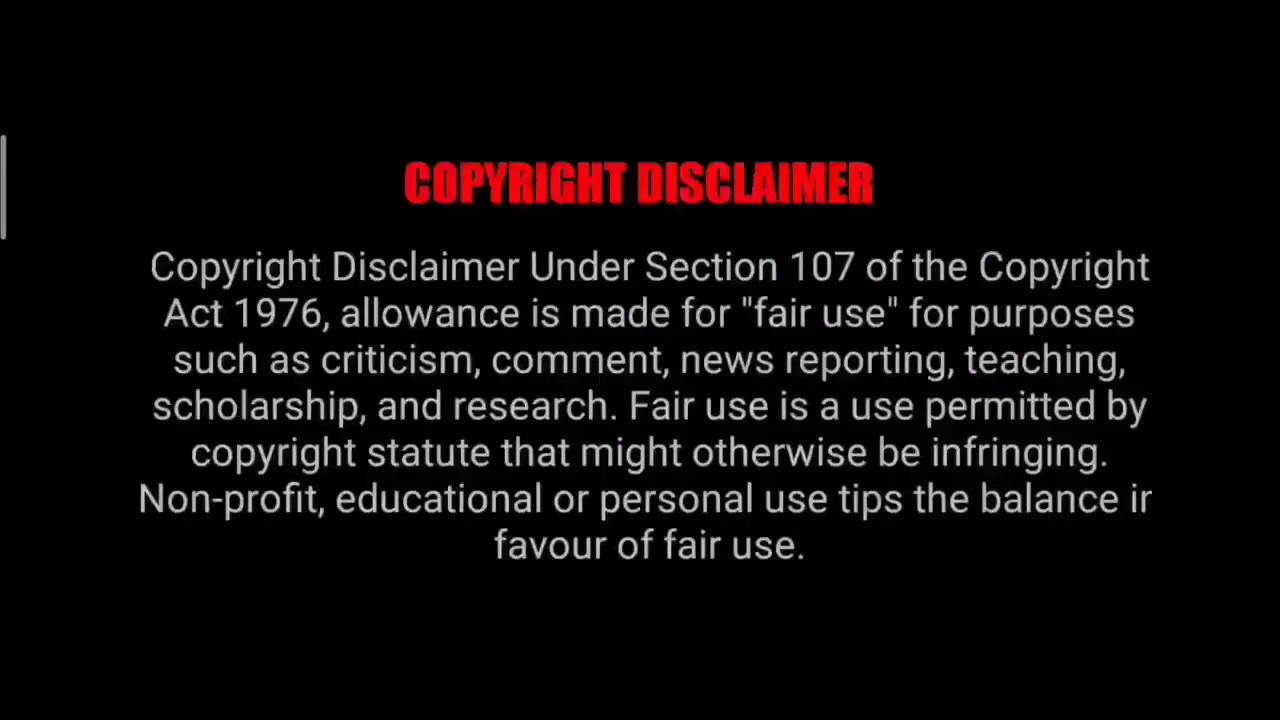 COPYRIGHT DISCLAIMER
Copyright Disclaimer Under Section 107 of the Copyright
Act 1976, allowance is made for "fair use" for purposes
such as criticism, comment, news reporting, teaching,
scholarship, and research. Fair use is a use permitted by
copyright statute that might otherwise be infringing.
Non-profit, educational or personal use tips the balance ir
favour of fair use.